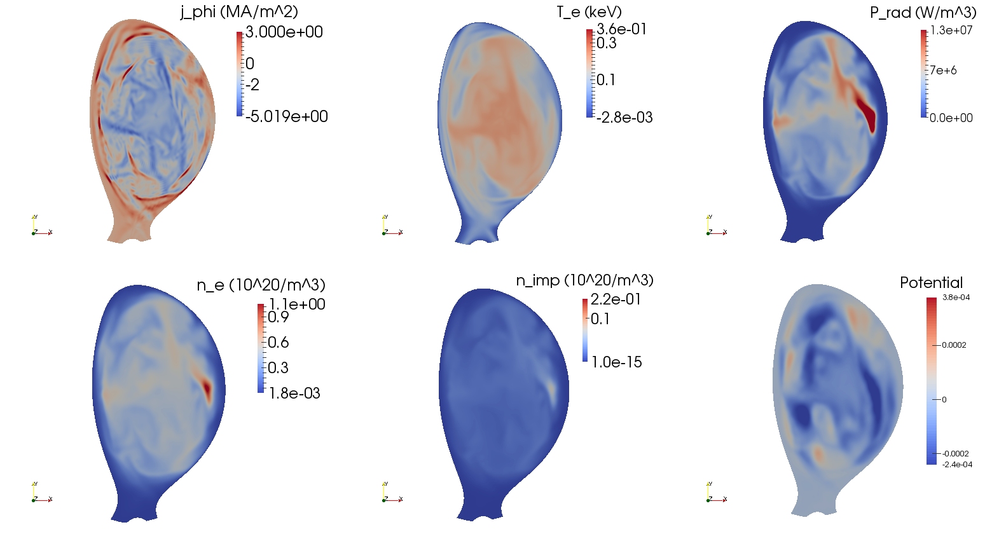 j_phi (MA/m^2)
3.000e+00
0
-2
-5.019e+00
Y
Z
X
T_e (keV)
3.6e-01
0.3
0.1
-2.8e-03
Y
Z
X
P_rad (W/m^3)
1.3e+07
7e+6
0.0e+00
Y
Z
X
n_e (10^20/m^3)
1.1e+00
0.9
0.6
0.3
1.8e-03
Y
Z
X
n_imp (10^20/m^3)
2.2e-01
0.1
1.0e-15
Y
Z
X
Potential
3.8e-04
0.0002
0
-0.0002
-2.4e-04
Y
Z
X